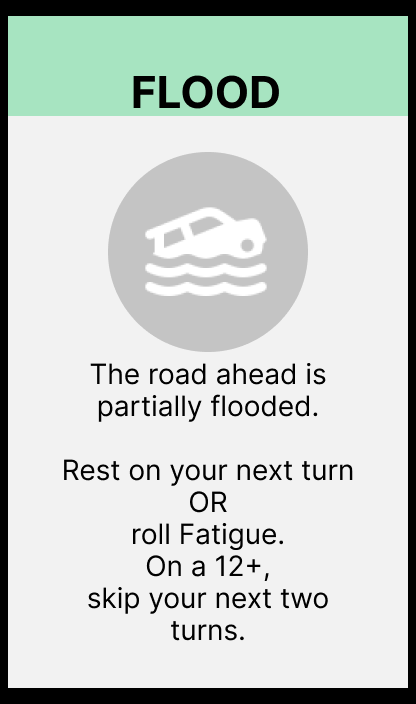 FLOOD
The road ahead is
partially flooded.
Rest on your next turn
OR
roll Fatigue.
On a 12+,
skip your next two
turns.